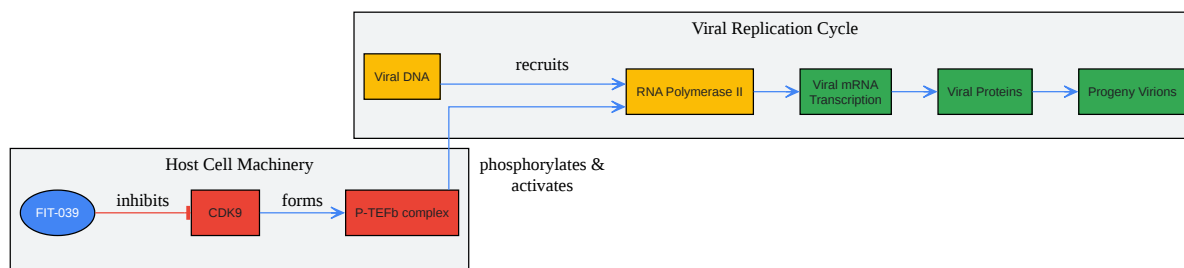 Viral Replication Cycle
Viral DNA
recruits
RNA Polymerase II
Viral mRNA
Transcription
Viral Proteins
Progeny Virions
phosphorylates &
activates
Host Cell Machinery
FIT-039
inhibits
CDK9
forms
P-TEFb complex